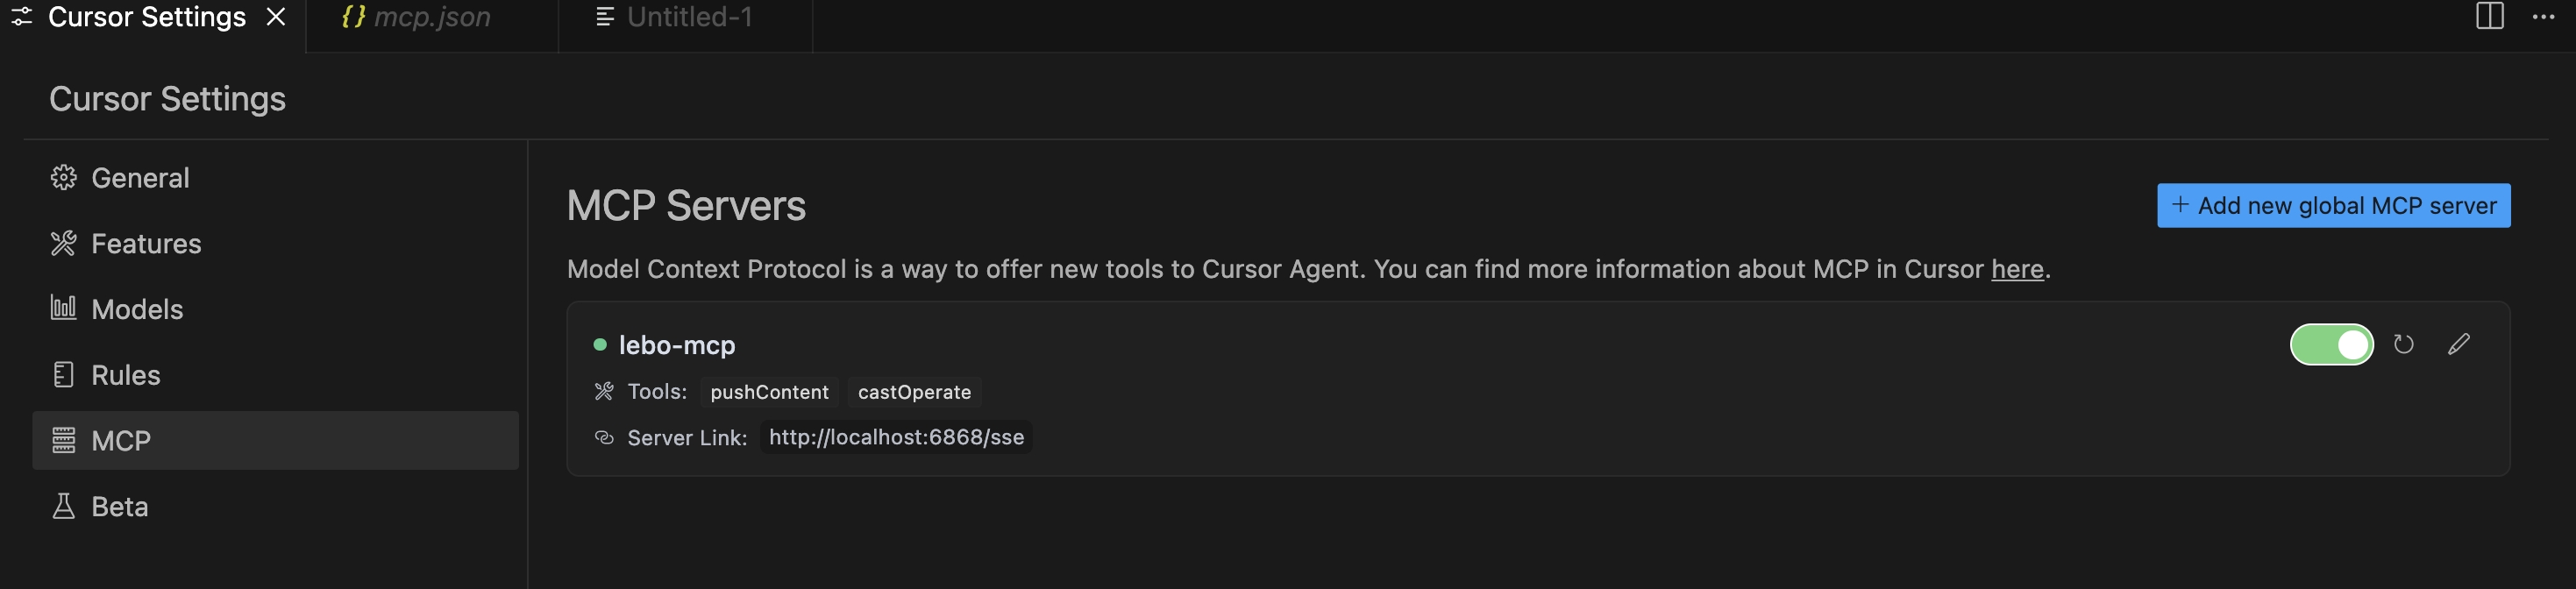 Cursor Settings
{} mcp.json
Untitled-1
Cursor Settings
General
Features
Models
Rules
MCP
Beta
MCP Servers
+ Add new global MCP server
Model Context Protocol is a way to offer new tools to Cursor Agent. You can find more information about MCP in Cursor here.
lebo-mcp
Tools: pushContent castOperate
Server Link: http://localhost:6868/sse